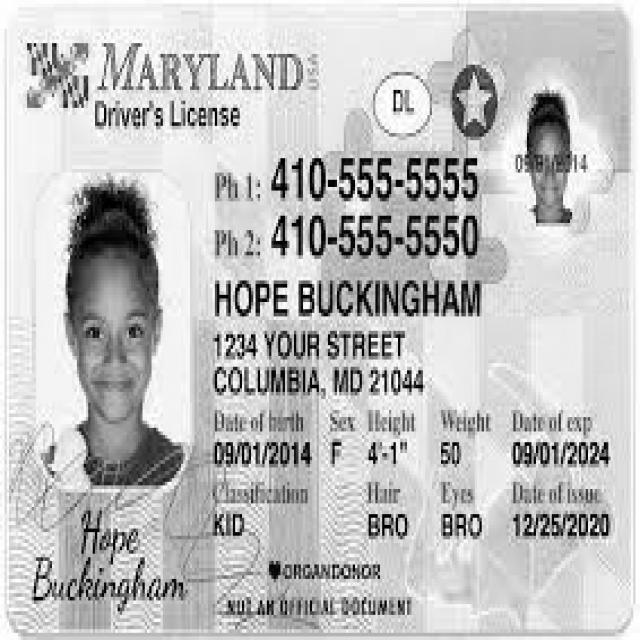 MARYLAND USA
Driver's License
DL
09/01/2014
Ph 1: 410-555-5555
Ph 2: 410-555-5550
HOPE BUCKINGHAM
1234 YOUR STREET
COLUMBIA, MD 21044
Date of birth Sex Height Weight Date of exp
09/01/2014 F 4'-1" 50 09/01/2024
Classification Hair Eyes Date of issue
KID BRO BRO 12/25/2020
Hope
Buckingham
ORGANDONOR
NOT AN OFFICIAL DOCUMENT